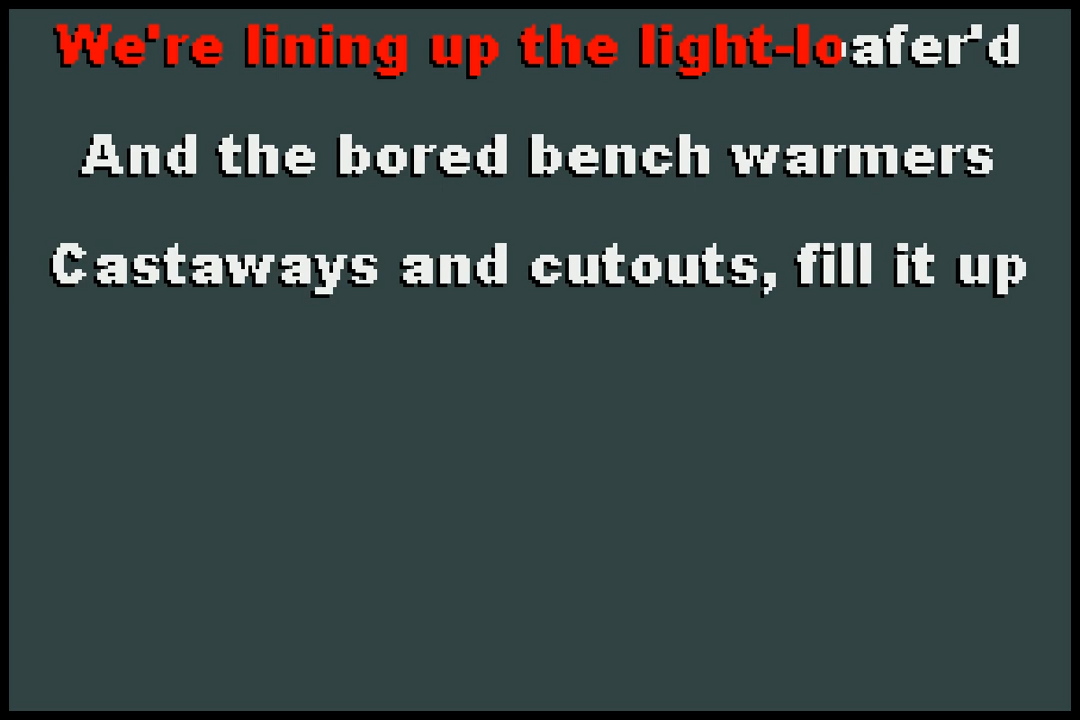 We're lining up the light-loafer'd
And the bored bench warmers
Castaways and cutouts, fill it up